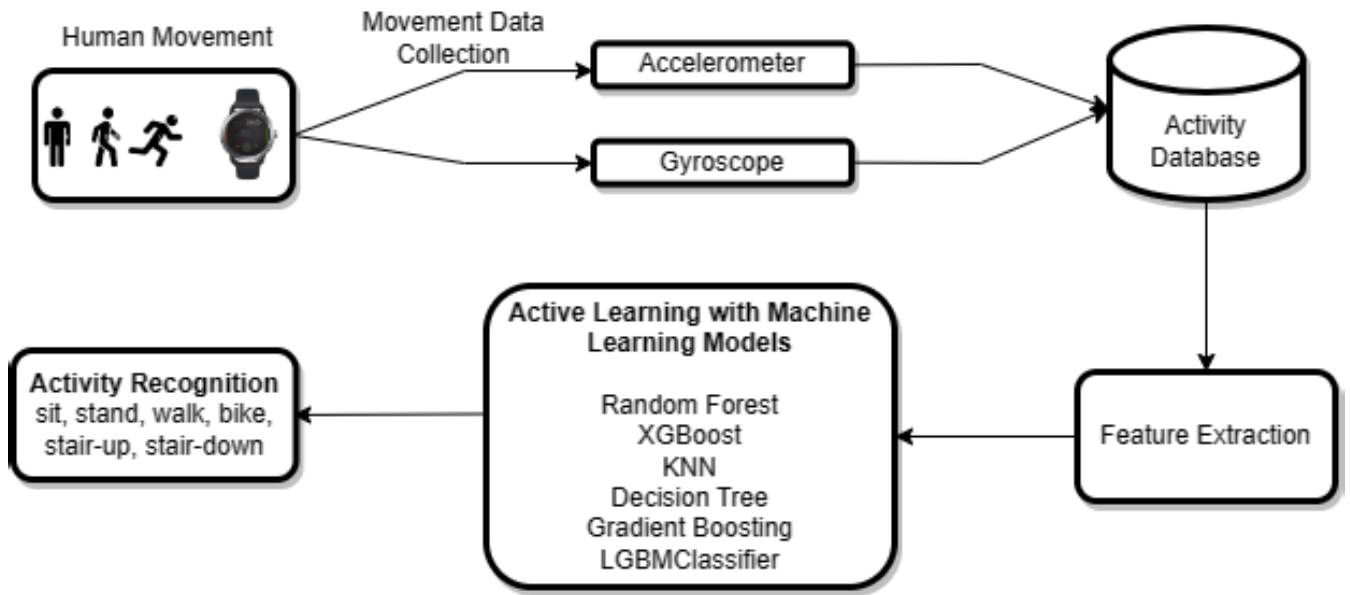 Human Movement
Movement Data
Collection
Accelerometer
Gyroscope
Activity
Database
Feature Extraction
Active Learning with Machine
Learning Models
Random Forest
XGBoost
KNN
Decision Tree
Gradient Boosting
LGBMClassifier
Activity Recognition
sit, stand, walk, bike,
stair-up, stair-down